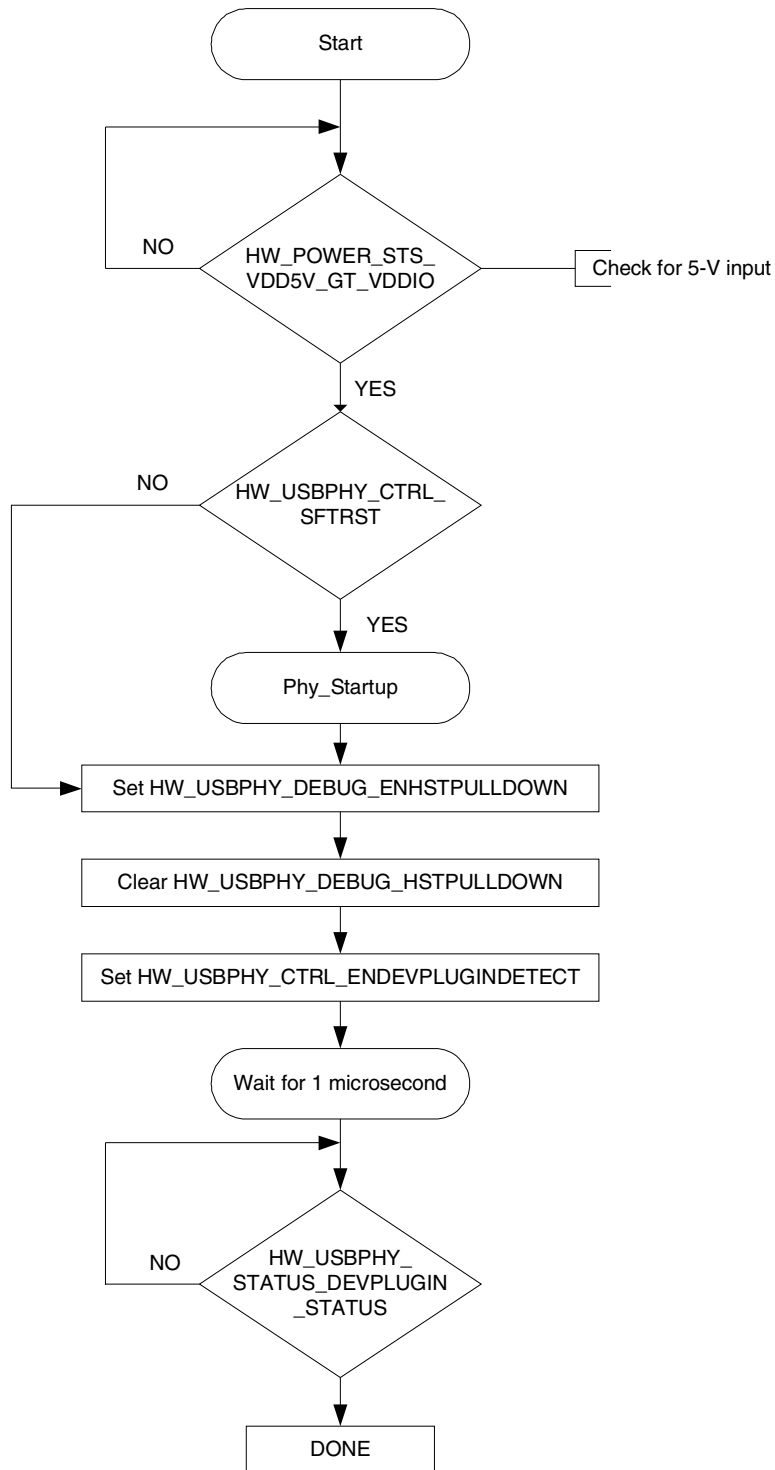 Start
NO
HW_POWER_STS_
VDD5V_GT_VDDIO
Check for 5-V input
YES
NO
HW_USBPHY_CTRL_
SFTRST
YES
Phy_Startup
Set HW_USBPHY_DEBUG_ENHSTPULLDOWN
Clear HW_USBPHY_DEBUG_HSTPULLDOWN
Set HW_USBPHY_CTRL_ENDEVPLUGINDETECT
Wait for 1 microsecond
NO
HW_USBPHY_
STATUS_DEVPLUGIN
_STATUS
DONE